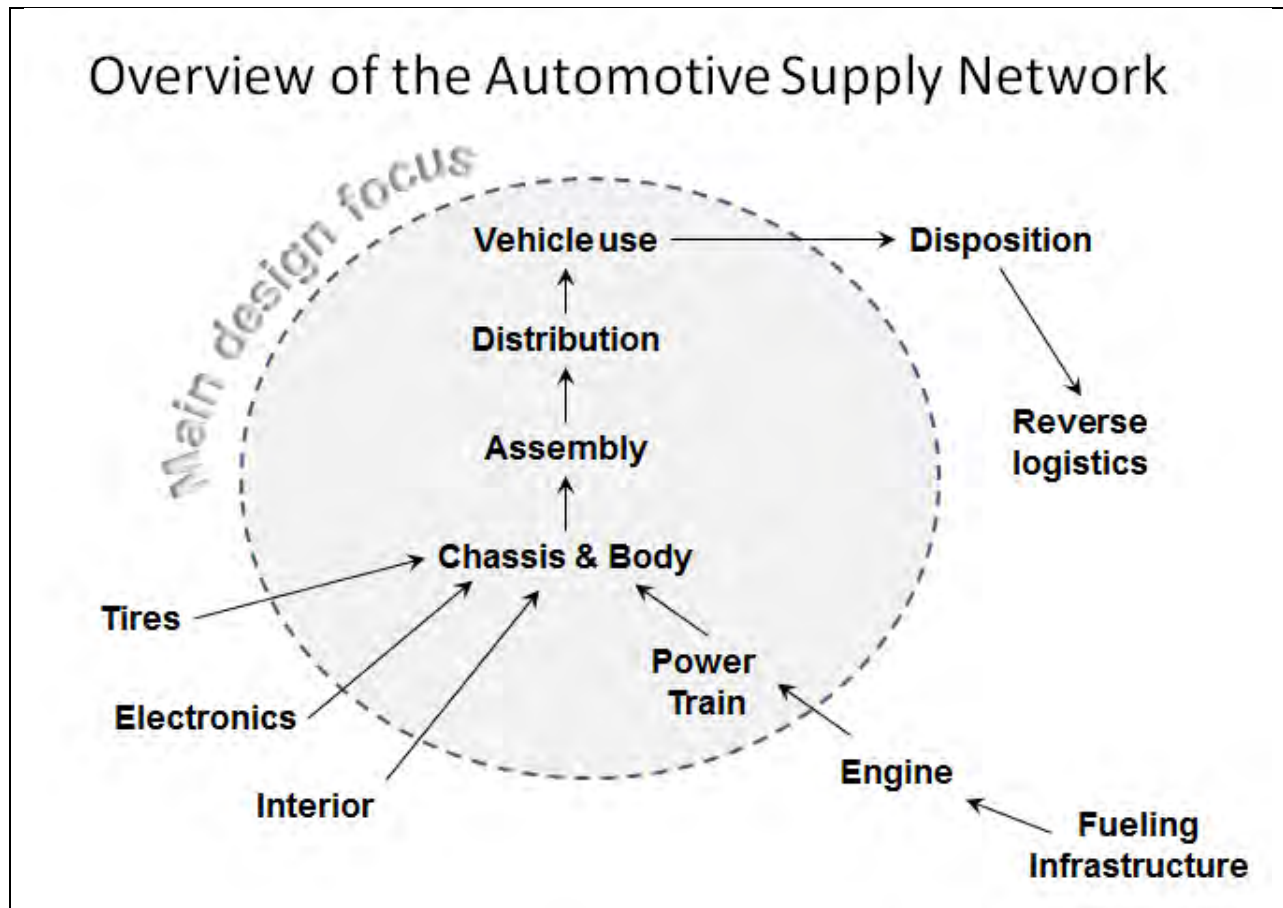 Overview of the Automotive Supply Network
Main design focus
Vehicle use
Disposition
Distribution
Reverse
logistics
Assembly
Chassis & Body
Tires
Power
Train
Electronics
Engine
Interior
Fueling
Infrastructure